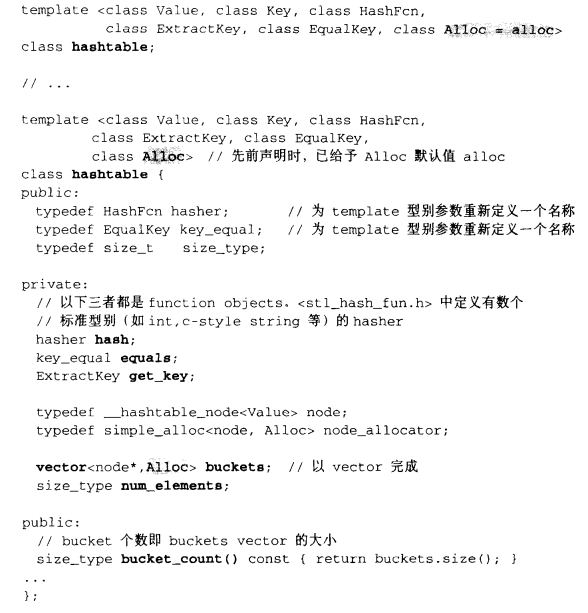 template <class Value, class Key, class HashFcn,
class ExtractKey, class EqualKey, class Alloc = alloc>
class hashtable;
// ...
template <class Value, class Key, class HashFcn,
class ExtractKey, class EqualKey,
class Alloc> // 先前声明时，已给予 Alloc 默认值 alloc
class hashtable {
public:
typedef HashFcn hasher; // 为 template 型别参数重新定义一个名称
typedef EqualKey key_equal; // 为 template 型别参数重新定义一个名称
typedef size_t size_type;
private:
// 以下三者都是 function objects。<stl_hash_fun.h> 中定义有数个
// 标准型别（如 int,c-style string 等）的 hasher
hasher hash;
key_equal equals;
ExtractKey get_key;
typedef __hashtable_node<Value> node;
typedef simple_alloc<node, Alloc> node_allocator;
vector<node*,Alloc> buckets; // 以 vector 完成
size_type num_elements;
public:
// bucket 个数即 buckets vector 的大小
size_type bucket_count() const { return buckets.size(); }
...
};